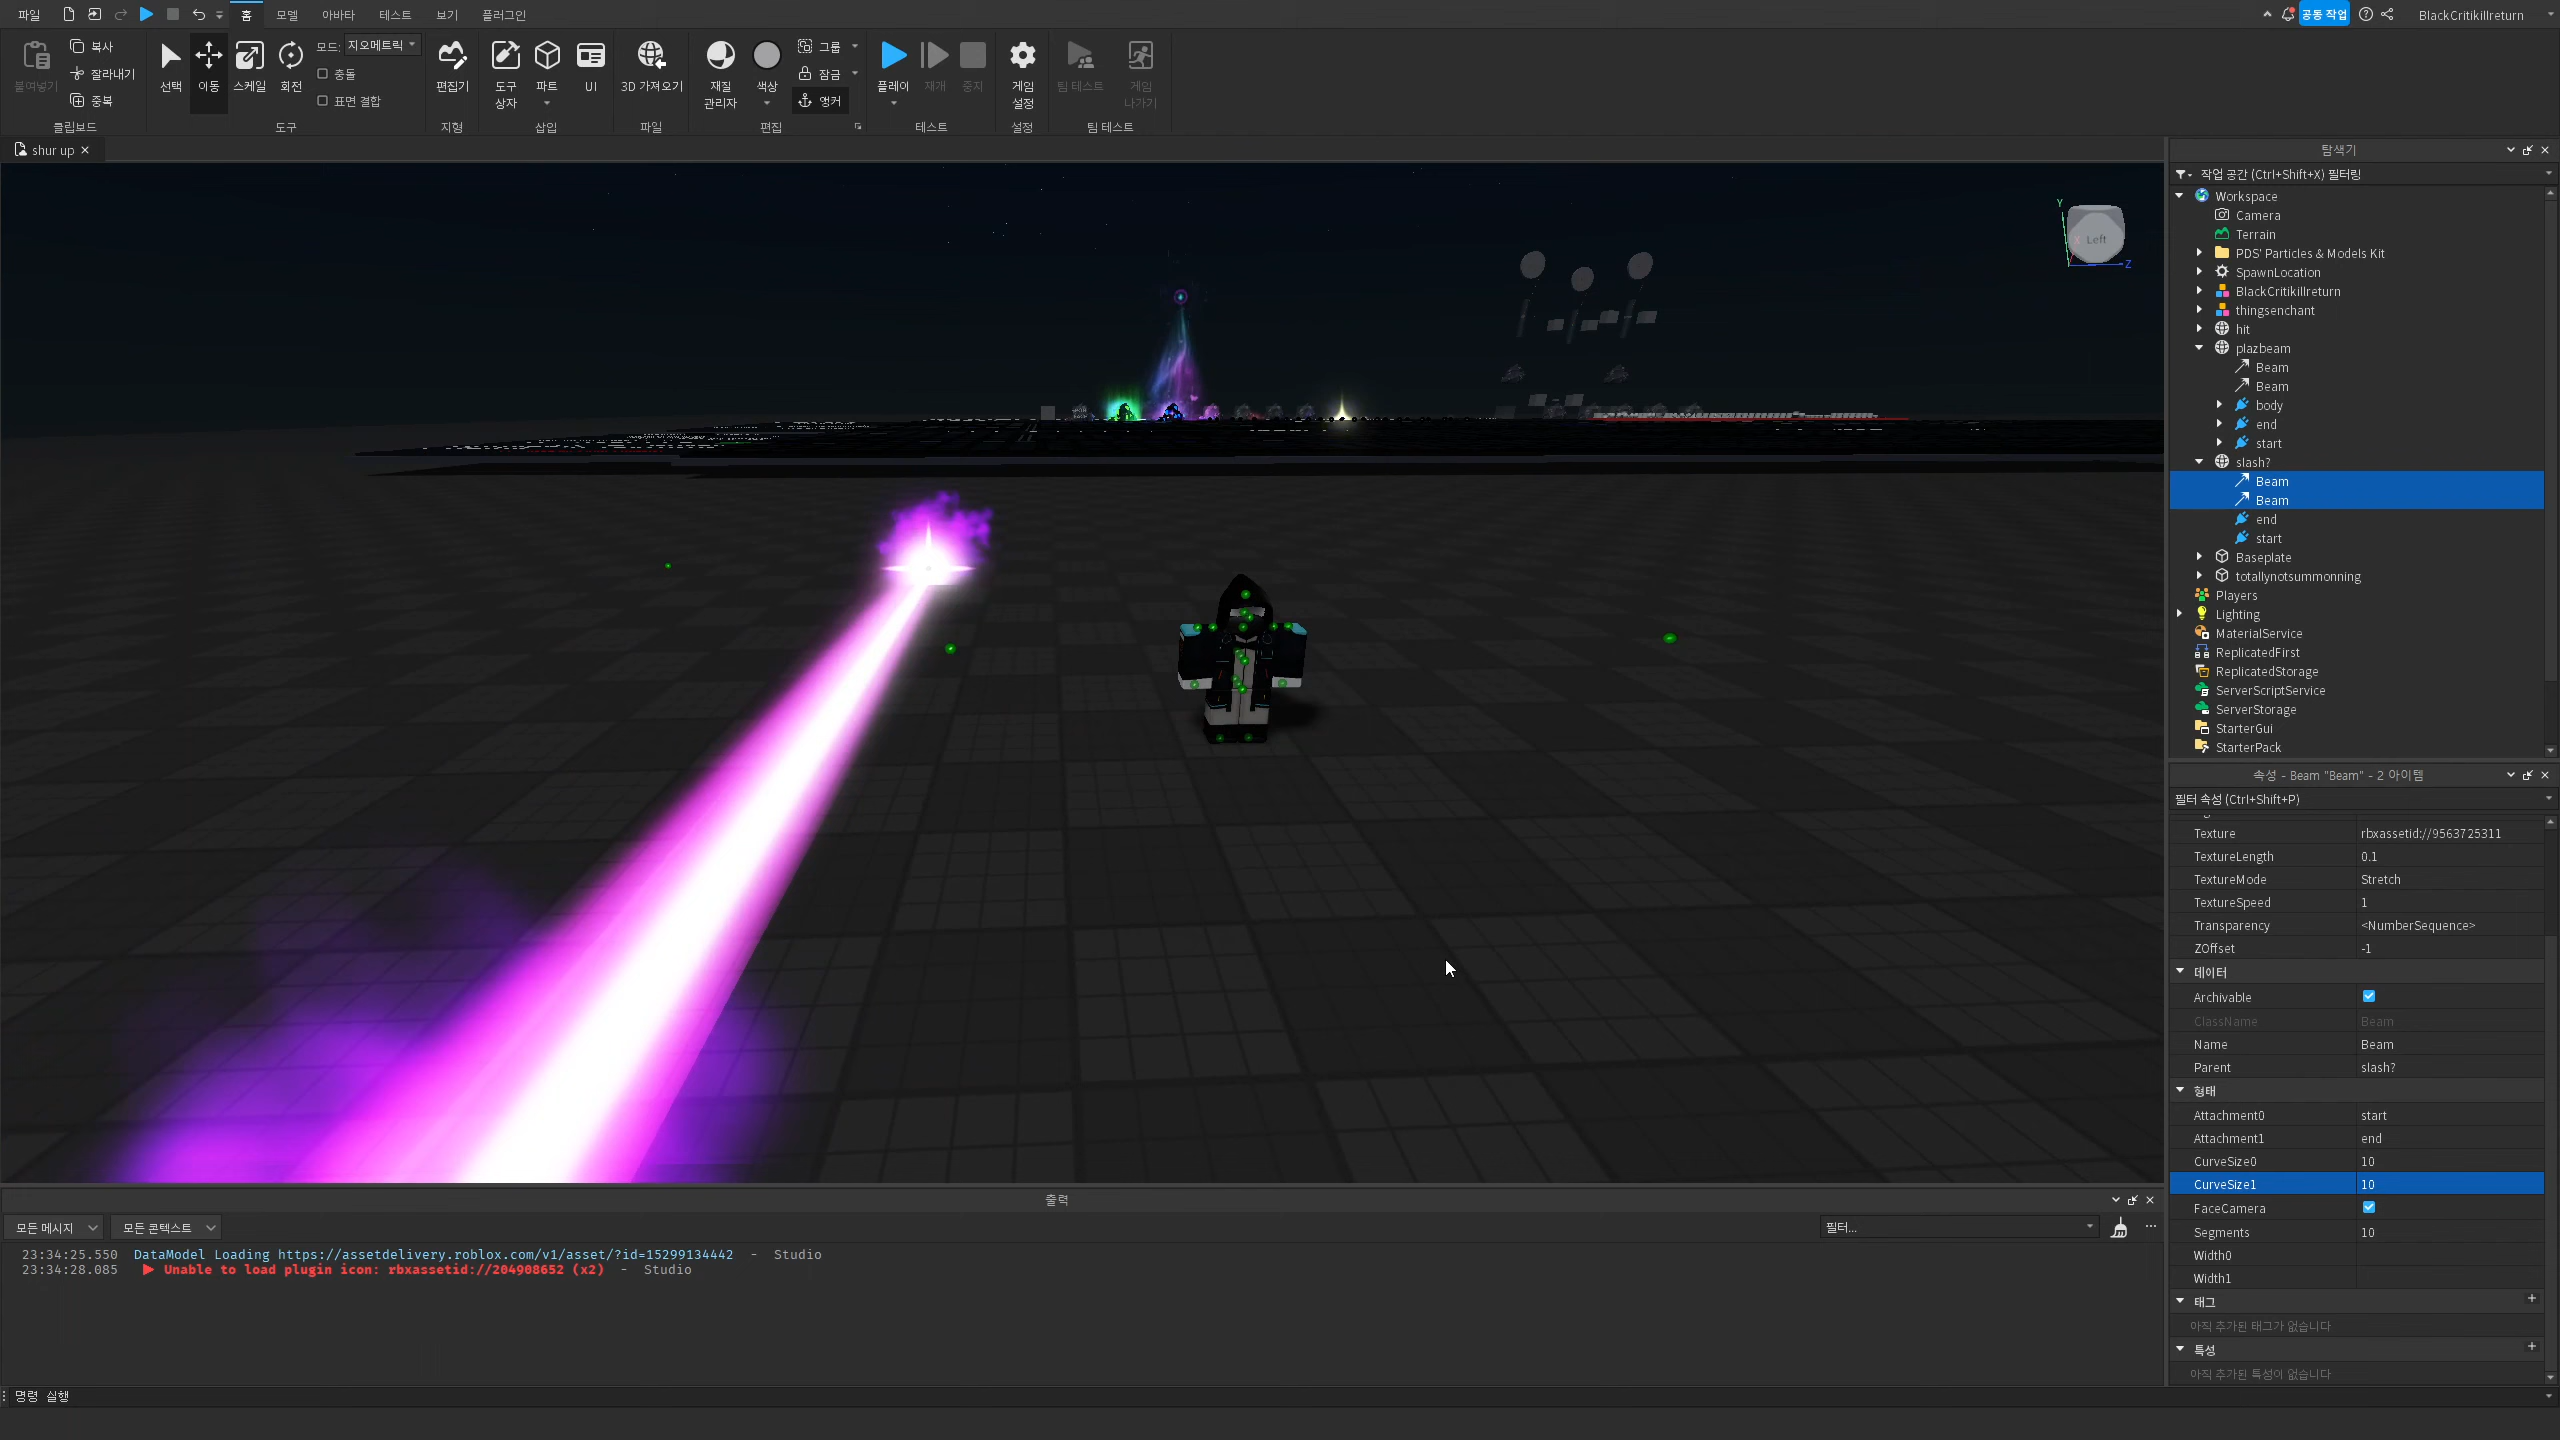 파일
홈
모델
아바타
테스트
보기
플러그인
공동 작업
BlackCritikillreturn
붙여넣기
복사
잘라내기
중복
클립보드
선택
이동
스케일
회전
모드:
지오메트릭
충돌
표면 결합
도구
편집기
지형
도구
상자
파트
UI
삽입
3D 가져오기
파일
재질
관리자
색상
그룹
잠금
앵커
편집
플레이
재개
중지
테스트
게임
설정
설정
팀 테스트
게임
나가기
팀 테스트
shur up
Y
Left
X
Z
탐색기
작업 공간 (Ctrl+Shift+X) 필터링
Workspace
Camera
Terrain
PDS' Particles & Models Kit
SpawnLocation
BlackCritikillreturn
thingsenchant
hit
plazbeam
Beam
Beam
body
end
start
slash?
Beam
Beam
end
start
Baseplate
totallynotsummonning
Players
Lighting
MaterialService
ReplicatedFirst
ReplicatedStorage
ServerScriptService
ServerStorage
StarterGui
StarterPack
속성 - Beam "Beam" - 2 아이템
필터 속성 (Ctrl+Shift+P)
Texture rbxassetid://9563725311
TextureLength 0.1
TextureMode Stretch
TextureSpeed 1
Transparency <NumberSequence>
ZOffset -1
데이터
Archivable
ClassName Beam
Name Beam
Parent slash?
형태
Attachment0 start
Attachment1 end
CurveSize0 10
CurveSize1 10
FaceCamera
Segments 10
Width0
Width1
태그
아직 추가된 태그가 없습니다
특성
아직 추가된 특성이 없습니다
출력
모든 메시지
모든 콘텍스트
필터...
23:34:25.550 DataModel Loading https://assetdelivery.roblox.com/v1/asset/?id=15299134442 - Studio
23:34:28.085 Unable to load plugin icon: rbxassetid://204908652 (x2) - Studio
명령 실행